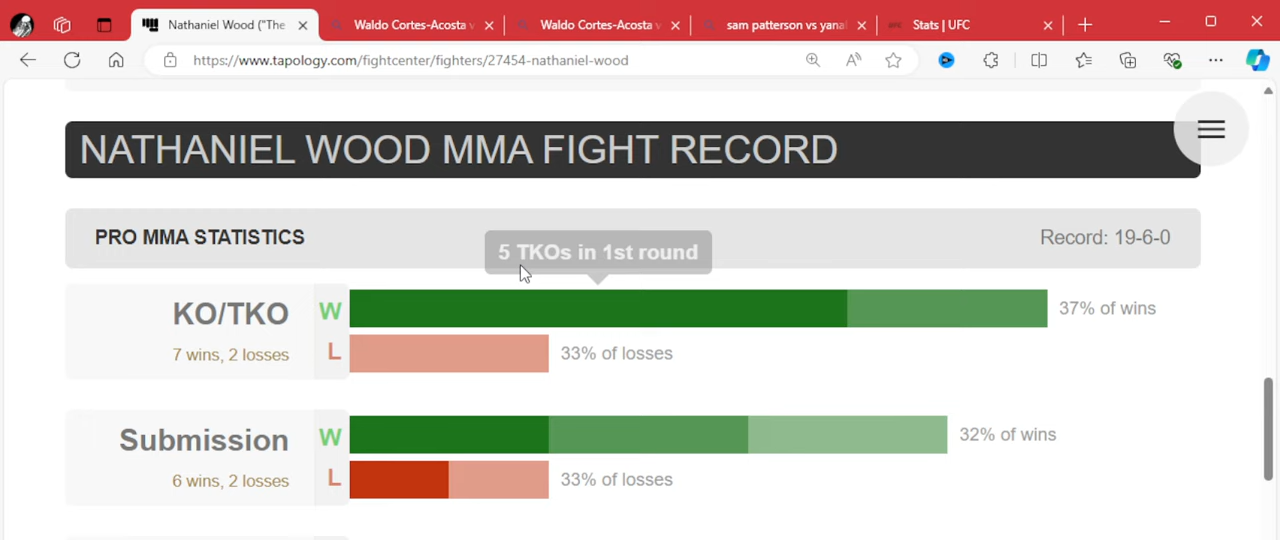 Nathaniel Wood ("The
Waldo Cortes-Acosta v
Waldo Cortes-Acosta v
sam patterson vs yana
UFC
Stats | UFC
https://www.tapology.com/fightcenter/fighters/27454-nathaniel-wood
NATHANIEL WOOD MMA FIGHT RECORD
PRO MMA STATISTICS
5 TKOs in 1st round
Record: 19-6-0
KO/TKO
7 wins, 2 losses
W
37% of wins
L
33% of losses
Submission
6 wins, 2 losses
W
32% of wins
L
33% of losses